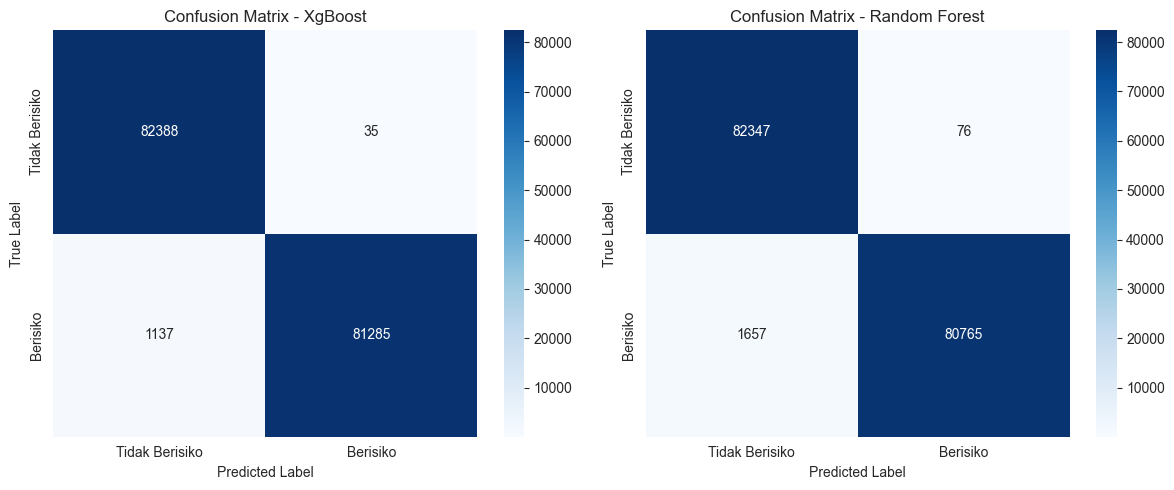 Confusion Matrix - XgBoost
True Label
Tidak Berisiko
Berisiko
82388
35
1137
81285
Tidak Berisiko
Berisiko
Predicted Label
80000
70000
60000
50000
40000
30000
20000
10000
Confusion Matrix - Random Forest
True Label
Tidak Berisiko
Berisiko
82347
76
1657
80765
Tidak Berisiko
Berisiko
Predicted Label
80000
70000
60000
50000
40000
30000
20000
10000